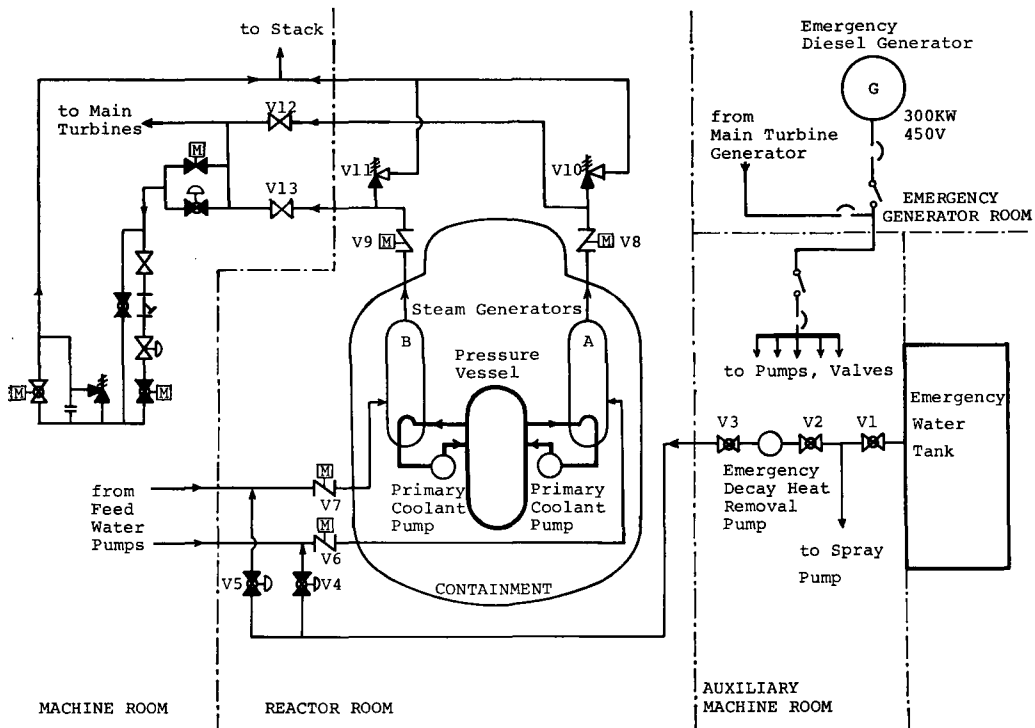 to Stack
Emergency
Diesel Generator
G
300KW
450V
from
Main Turbine
Generator
EMERGENCY
GENERATOR ROOM
to Main
Turbines
V12
M
V11
V10
V13
V9
M
M
V8
Steam Generators
B
A
Pressure
Vessel
to Pumps, Valves
Emergency
Water
Tank
V3
V2
V1
Emergency
Decay Heat
Removal
Pump
to Spray
Pump
M
M
from
Feed
Water
Pumps
M
V7
M
V6
Primary
Coolant
Pump
Primary
Coolant
Pump
V5
V4
CONTAINMENT
MACHINE ROOM
REACTOR ROOM
AUXILIARY
MACHINE ROOM